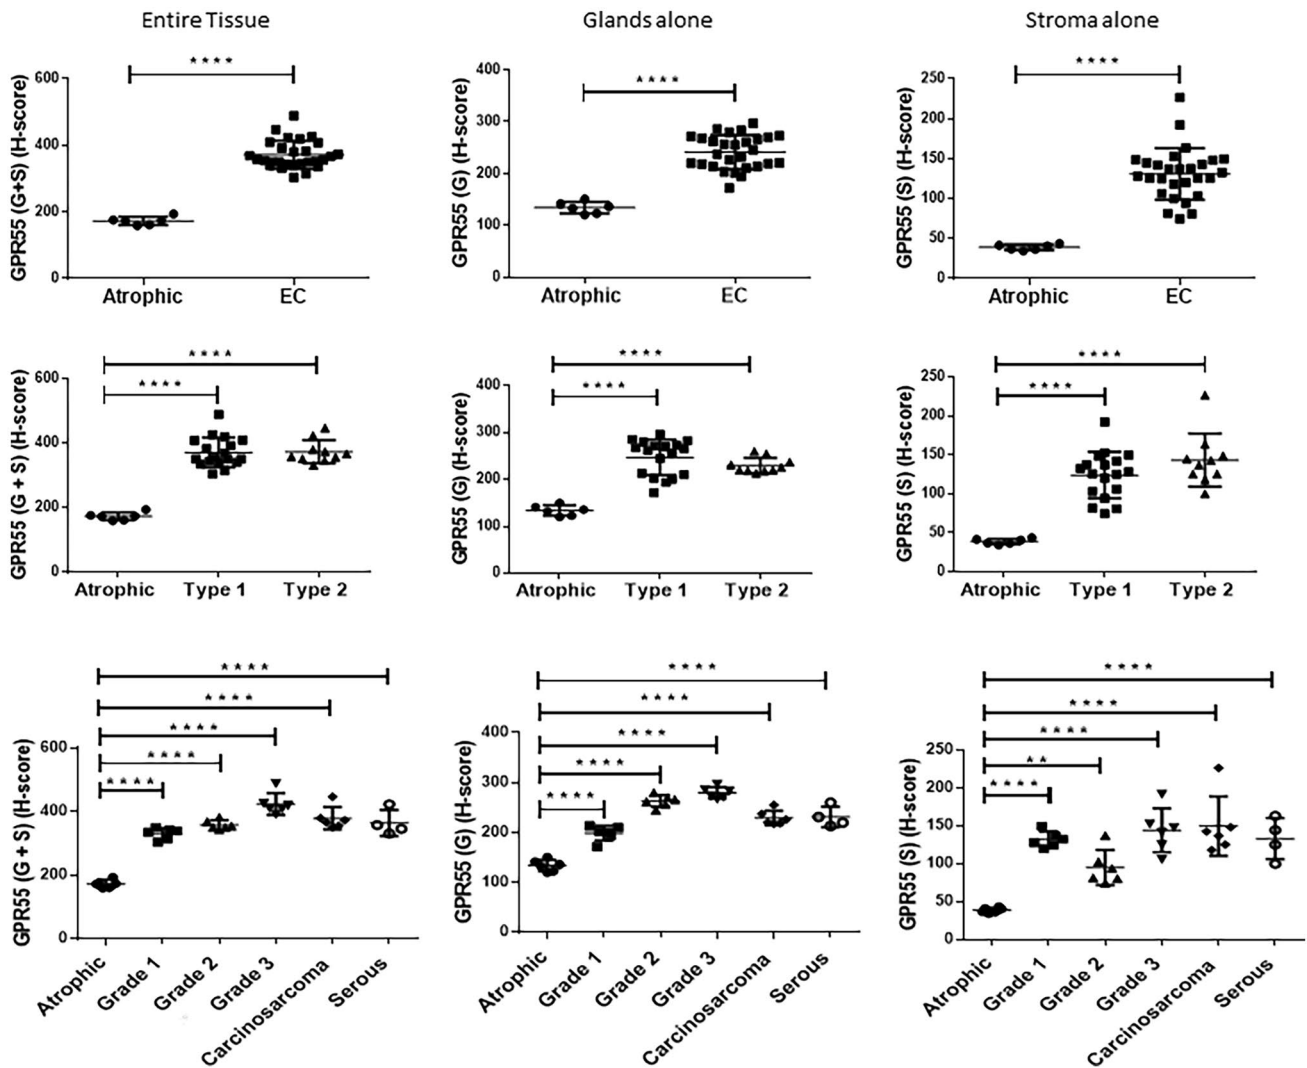 Entire Tissue
Glands alone
Stroma alone
GPR55 (G+S) (H-score)
600
400
200
0
****
Atrophic
EC
GPR55 (G) (H-score)
400
300
200
100
0
****
Atrophic
EC
GPR55 (S) (H-score)
250
200
150
100
50
0
****
Atrophic
EC
GPR55 (G + S) (H-score)
600
400
200
0
****
****
Atrophic
Type 1
Type 2
GPR55 (G) (H-score)
400
300
200
100
0
****
****
Atrophic
Type 1
Type 2
GPR55 (S) (H-score)
250
200
150
100
50
0
****
****
Atrophic
Type 1
Type 2
GPR55 (G + S) (H-score)
600
400
200
0
****
****
****
****
****
Atrophic
Grade 1
Grade 2
Grade 3
Carcinosarcoma
Serous
GPR55 (G) (H-score)
400
300
200
100
0
****
****
****
****
****
Atrophic
Grade 1
Grade 2
Grade 3
Carcinosarcoma
Serous
GPR55 (S) (H-score)
250
200
150
100
50
0
****
****
****
**
****
Atrophic
Grade 1
Grade 2
Grade 3
Carcinosarcoma
Serous